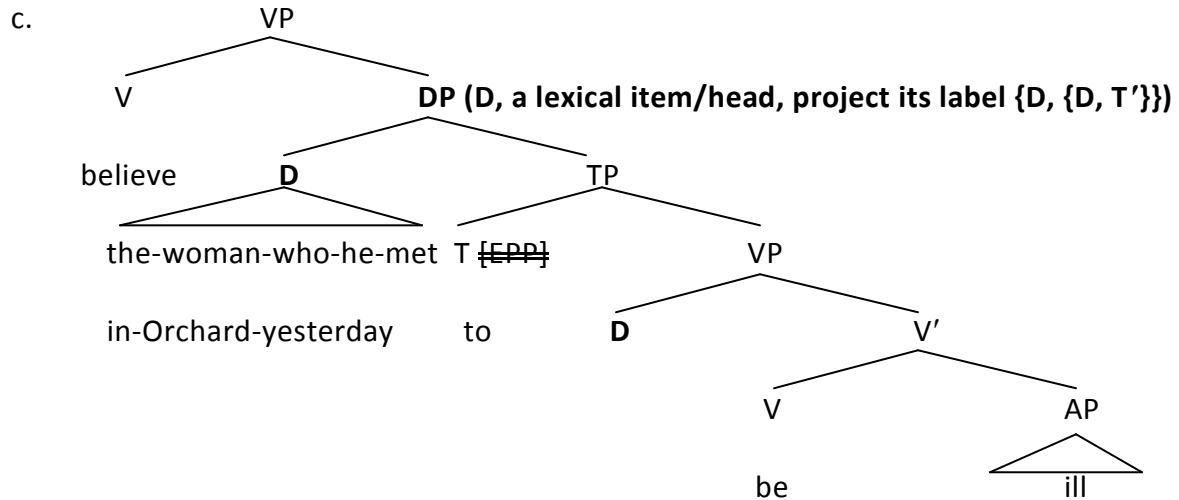 c. VP
V DP (D, a lexical item/head, project its label {D, {D, T′}})
believe D TP
the-woman-who-he-met T [EPP] VP
in-Orchard-yesterday to D V′
V AP
be ill